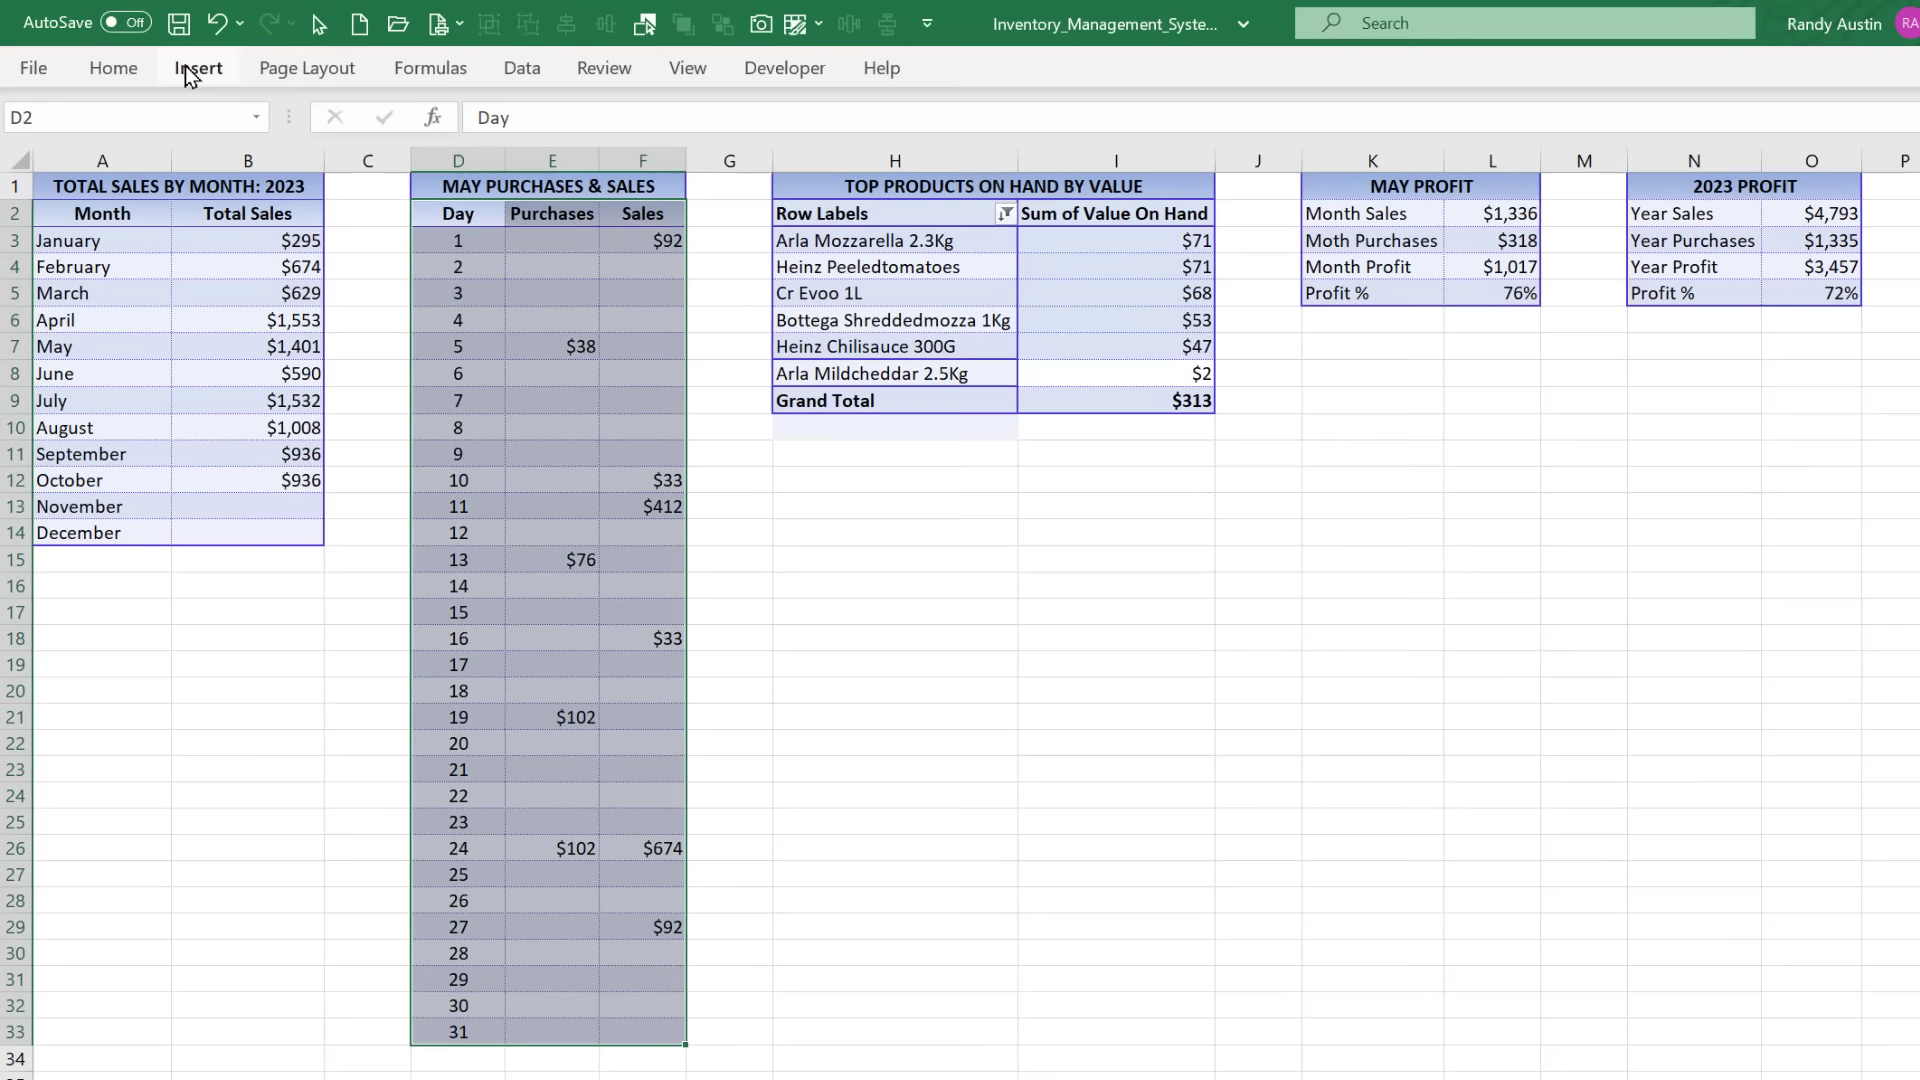 AutoSave Off Inventory_Management_Syste... Search Randy Austin RA
File Home Insert Page Layout Formulas Data Review View Developer Help
D2 fx Day
A B C D E F G H I J K L M N O P
1 TOTAL SALES BY MONTH: 2023 MAY PURCHASES & SALES TOP PRODUCTS ON HAND BY VALUE MAY PROFIT 2023 PROFIT
2 Month Total Sales Day Purchases Sales Row Labels Sum of Value On Hand Month Sales $1,336 Year Sales $4,793
3 January $295 1 $92 Arla Mozzarella 2.3Kg $71 Moth Purchases $318 Year Purchases $1,335
4 February $674 2 Heinz Peeledtomatoes $71 Month Profit $1,017 Year Profit $3,457
5 March $629 3 Cr Evoo 1L $68 Profit % 76% Profit % 72%
6 April $1,553 4 Bottega Shreddedmozza 1Kg $53
7 May $1,401 5 $38 Heinz Chilisauce 300G $47
8 June $590 6 Arla Mildcheddar 2.5Kg $2
9 July $1,532 7 Grand Total $313
10 August $1,008 8
11 September $936 9
12 October $936 10 $33
13 November 11 $412
14 December 12
15 13 $76
16 14
17 15
18 16 $33
19 17
20 18
21 19 $102
22 20
23 21
24 22
25 23
26 24 $102 $674
27 25
28 26
29 27 $92
30 28
31 29
32 30
33 31
34